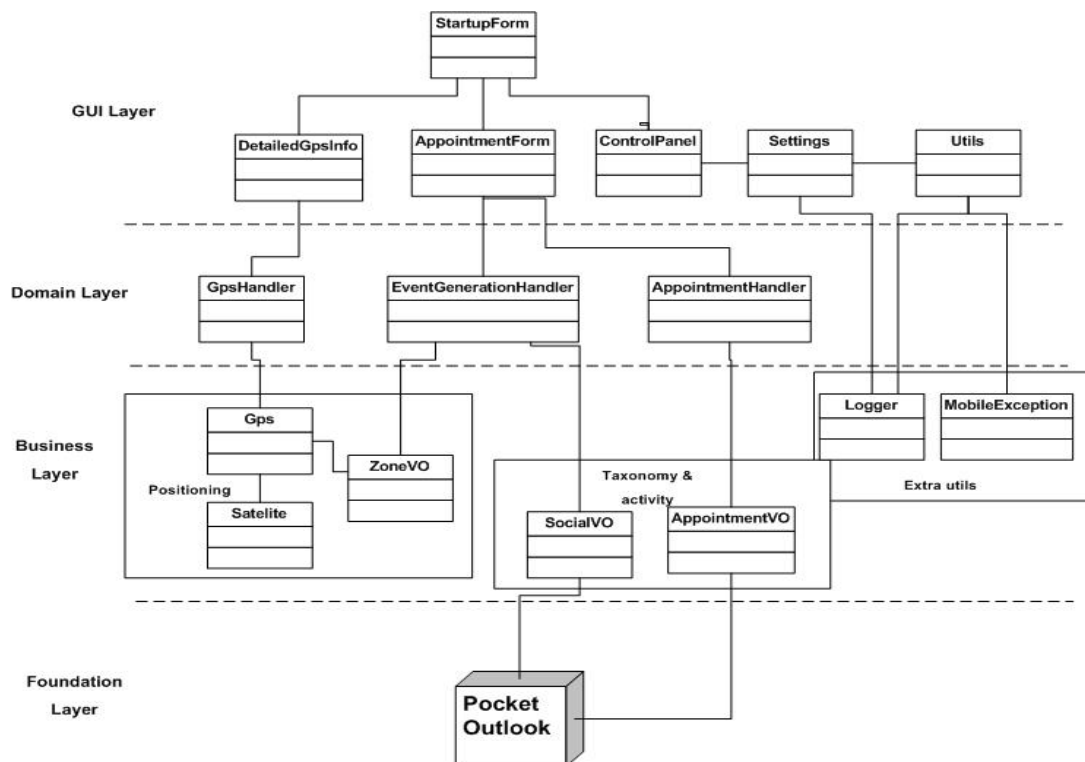 StartupForm
GUI Layer
DetailedGpsInfo
AppointmentForm
ControlPanel
Settings
Utils
Domain Layer
GpsHandler
EventGenerationHandler
AppointmentHandler
Business
Layer
Gps
ZoneVO
Positioning
Satelite
Taxonomy &
activity
SocialVO
AppointmentVO
Logger
MobileException
Extra utils
Foundation
Layer
Pocket
Outlook